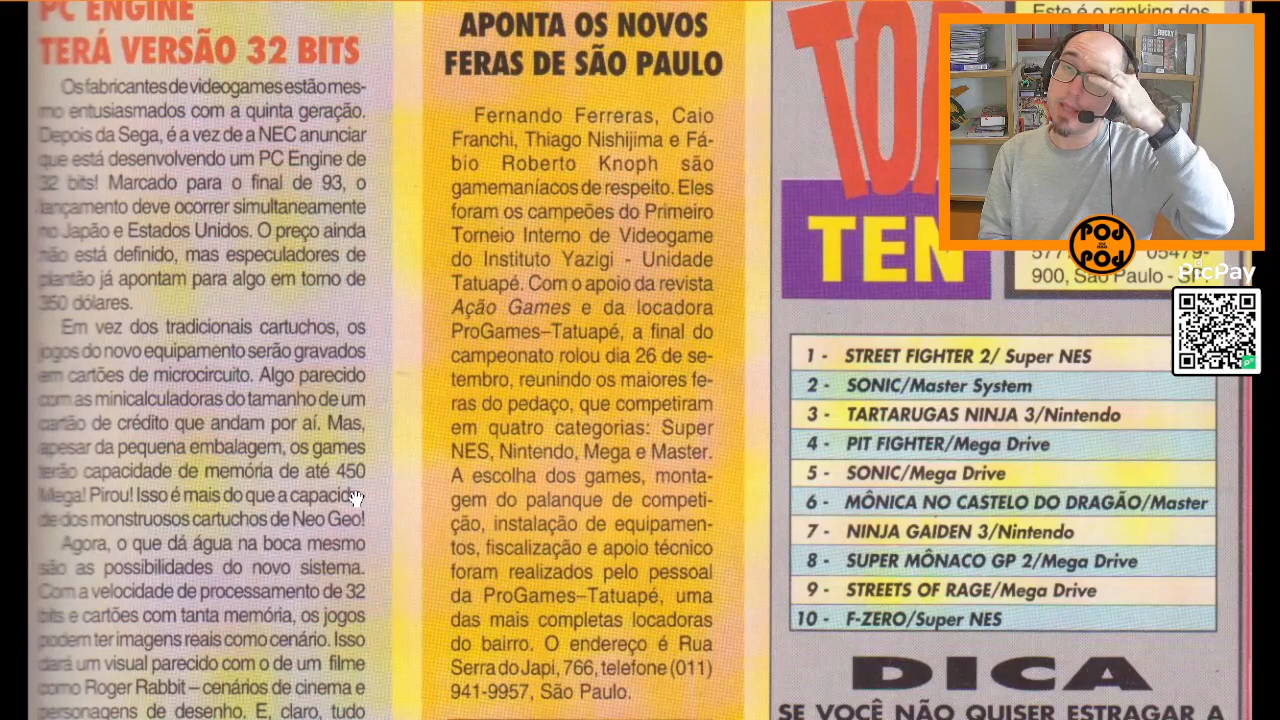 PC ENGINE
TERÁ VERSÃO 32 BITS
Os fabricantes de videogames estão mes-
mo entusiasmados com a quinta geração.
Depois da Sega, é a vez de a NEC anunciar
que está desenvolvendo um PC Engine de
32 bits! Marcado para o final de 93, o
lançamento deve ocorrer simultaneamente
no Japão e Estados Unidos. O preço ainda
não está definido, mas especuladores de
plantão já apontam para algo em torno de
350 dólares.
Em vez dos tradicionais cartuchos, os
jogos do novo equipamento serão gravados
em cartões de microcircuito. Algo parecido
com as minicalculadoras do tamanho de um
cartão de crédito que andam por aí. Mas,
apesar da pequena embalagem, os games
terão capacidade de memória de até 450
Mega! Pirou! Isso é mais do que a capacida-
de dos monstruosos cartuchos de Neo Geo!
Agora, o que dá água na boca mesmo
são as possibilidades do novo sistema.
Com a velocidade de processamento de 32
bits e cartões com tanta memória, os jogos
podem ter imagens reais como cenário. Isso
dará um visual parecido com o de um filme
como Roger Rabbit – cenários de cinema e
personagens de desenho. E, claro, tudo
APONTA OS NOVOS
FERAS DE SÃO PAULO
Fernando Ferreras, Caio
Franchi, Thiago Nishijima e Fá-
bio Roberto Knoph são
gamemaníacos de respeito. Eles
foram os campeões do Primeiro
Torneio Interno de Videogame
do Instituto Yazigi - Unidade
Tatuapé. Com o apoio da revista
Ação Games e da locadora
ProGames–Tatuapé, a final do
campeonato rolou dia 26 de se-
tembro, reunindo os maiores fe-
ras do pedaço, que competiram
em quatro categorias: Super
NES, Nintendo, Mega e Master.
A escolha dos games, monta-
gem do palanque de competi-
ção, instalação de equipamen-
tos, fiscalização e apoio técnico
foram realizados pelo pessoal
da ProGames–Tatuapé, uma
das mais completas locadoras
do bairro. O endereço é Rua
Serra do Japi, 766, telefone (011)
941-9957, São Paulo.
TEN
Este é o ranking dos
05479-
900, São Paulo - SP.
1 - STREET FIGHTER 2/ Super NES
2 - SONIC/Master System
3 - TARTARUGAS NINJA 3/Nintendo
4 - PIT FIGHTER/Mega Drive
5 - SONIC/Mega Drive
6 - MÔNICA NO CASTELO DO DRAGÃO/Master
7 - NINJA GAIDEN 3/Nintendo
8 - SUPER MÔNACO GP 2/Mega Drive
9 - STREETS OF RAGE/Mega Drive
10 - F-ZERO/Super NES
DICA
SE VOCÊ NÃO QUISER ESTRAGAR A
POD
POD
PicPay